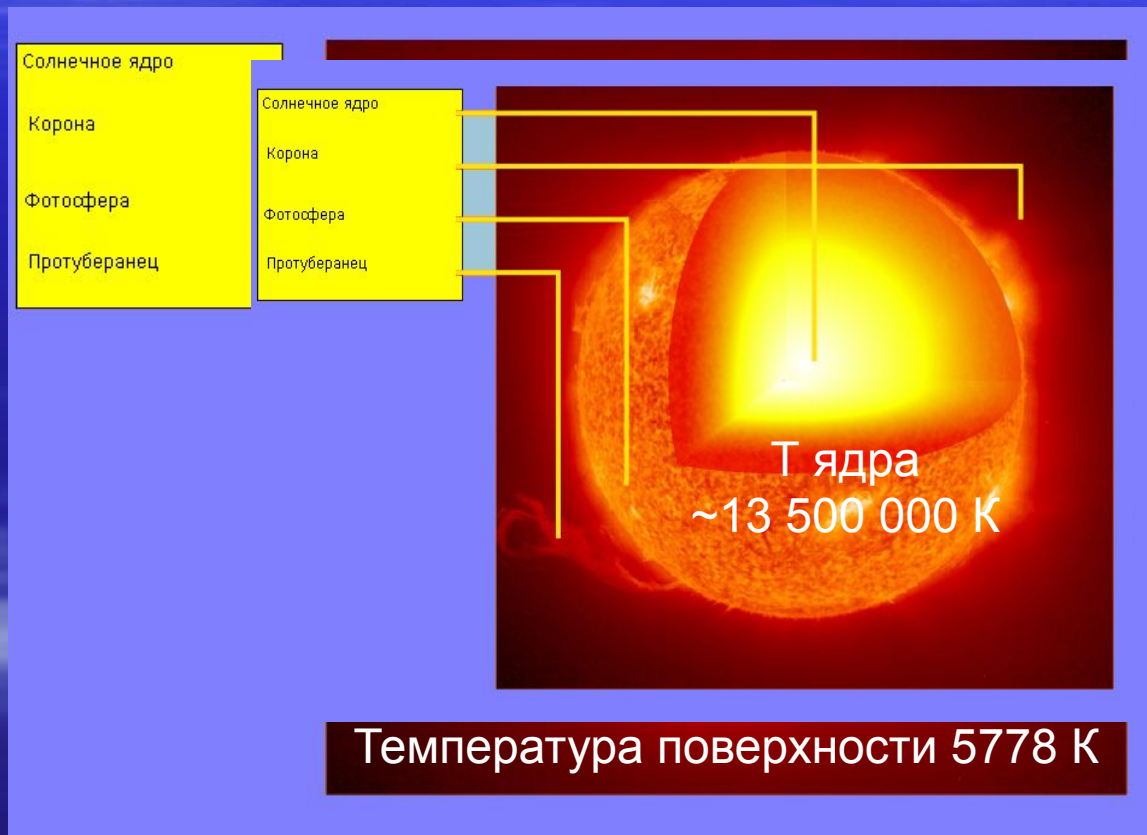 Солнечное ядро
Корона
Фотосфера
Протуберанец
Солнечное ядро
Корона
Фотосфера
Протуберанец
Т ядра
~13 500 000 К
Температура поверхности 5778 К